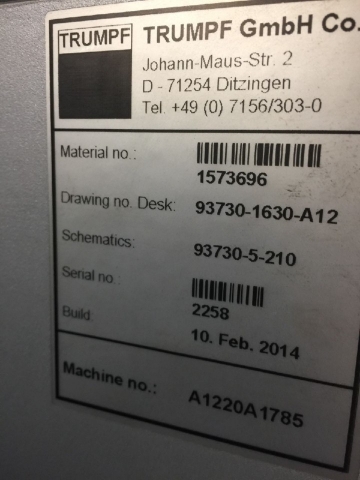 TRUMPF
TRUMPF GmbH Co.
Johann-Maus-Str. 2
D - 71254 Ditzingen
Tel. +49 (0) 7156/303-0
Material no.: 1573696
Drawing no. Desk: 93730-1630-A12
Schematics: 93730-5-210
Serial no. 2258
Build: 10. Feb. 2014
Machine no.: A1220A1785